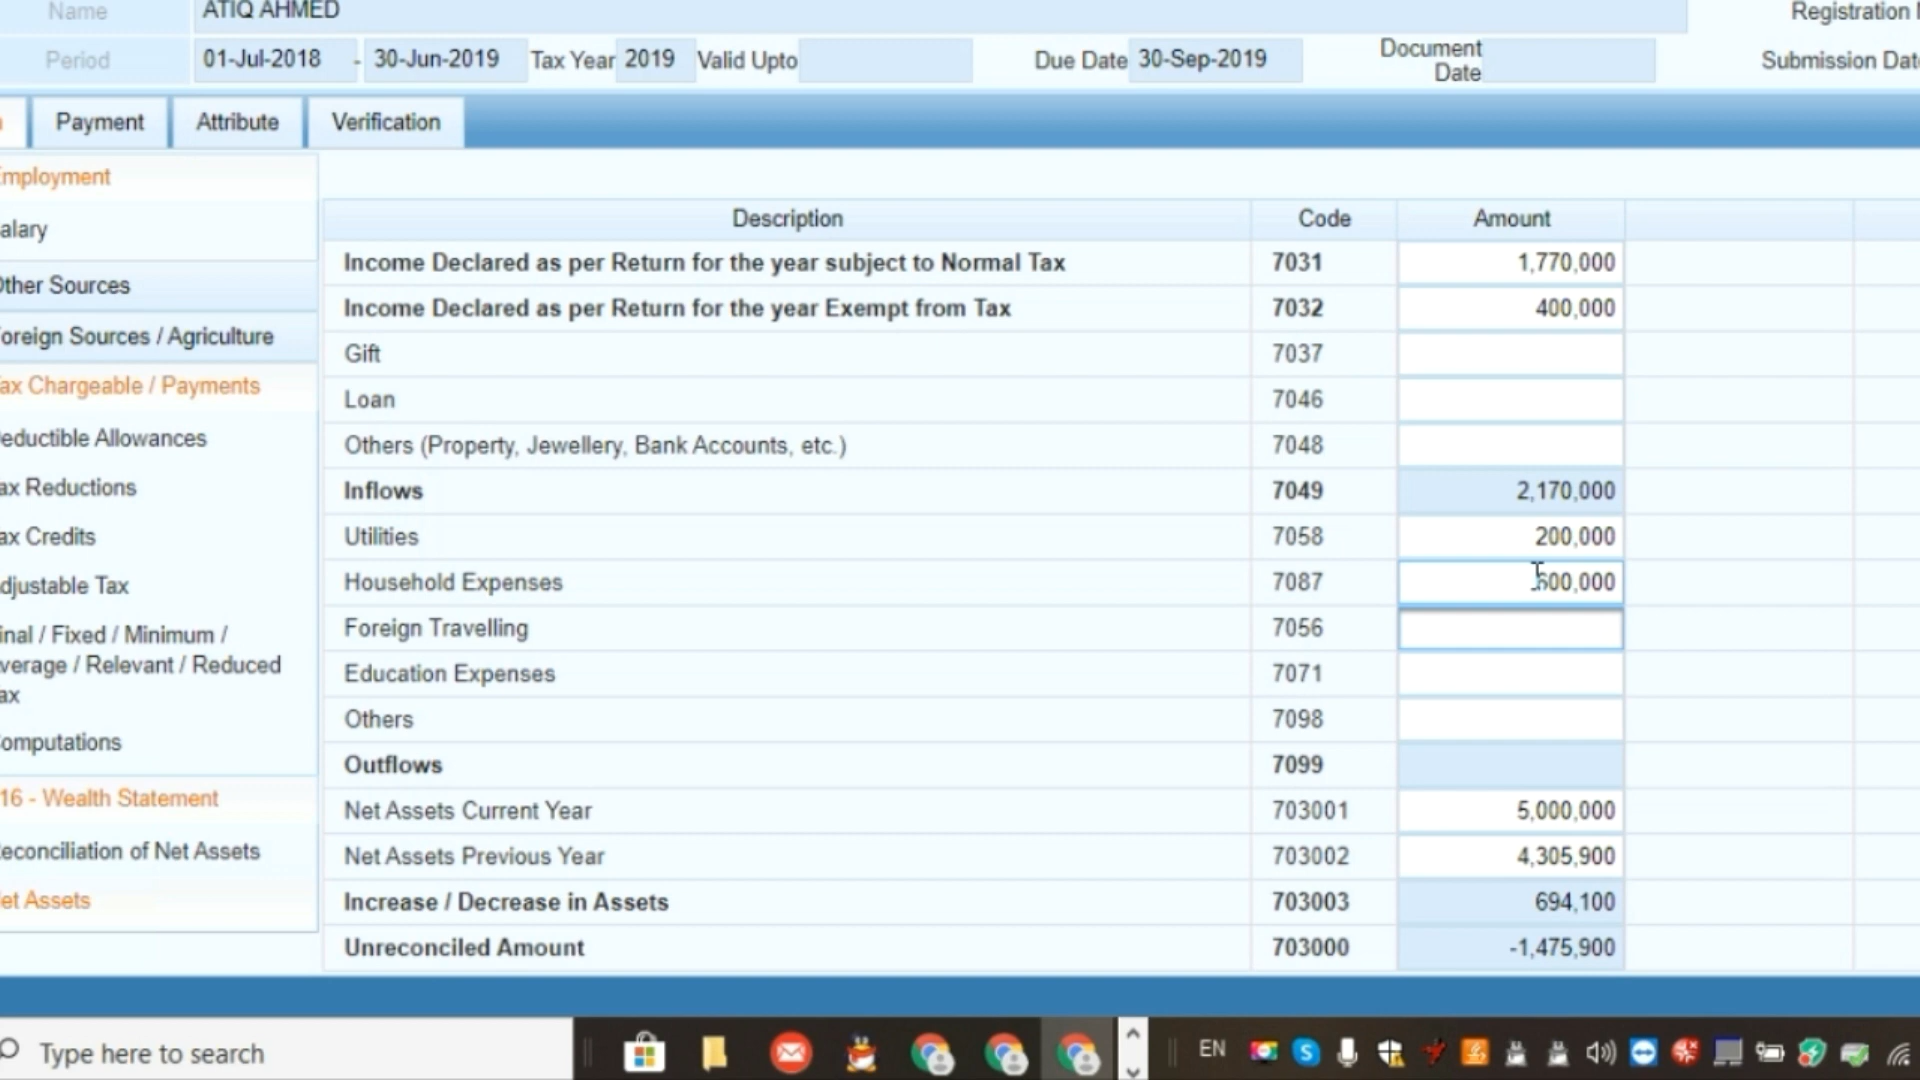 Name ATIQ AHMED Registration
Period 01-Jul-2018 - 30-Jun-2019 Tax Year 2019 Valid Upto Due Date 30-Sep-2019 Document Date Submission Dat
Payment Attribute Verification
mployment
alary
ther Sources
oreign Sources / Agriculture
ax Chargeable / Payments
eductible Allowances
ax Reductions
ax Credits
djustable Tax
inal / Fixed / Minimum /
verage / Relevant / Reduced
ax
omputations
16 - Wealth Statement
econciliation of Net Assets
et Assets
Description Code Amount
Income Declared as per Return for the year subject to Normal Tax 7031 1,770,000
Income Declared as per Return for the year Exempt from Tax 7032 400,000
Gift 7037
Loan 7046
Others (Property, Jewellery, Bank Accounts, etc.) 7048
Inflows 7049 2,170,000
Utilities 7058 200,000
Household Expenses 7087 600,000
Foreign Travelling 7056
Education Expenses 7071
Others 7098
Outflows 7099
Net Assets Current Year 703001 5,000,000
Net Assets Previous Year 703002 4,305,900
Increase / Decrease in Assets 703003 694,100
Unreconciled Amount 703000 -1,475,900
Type here to search EN